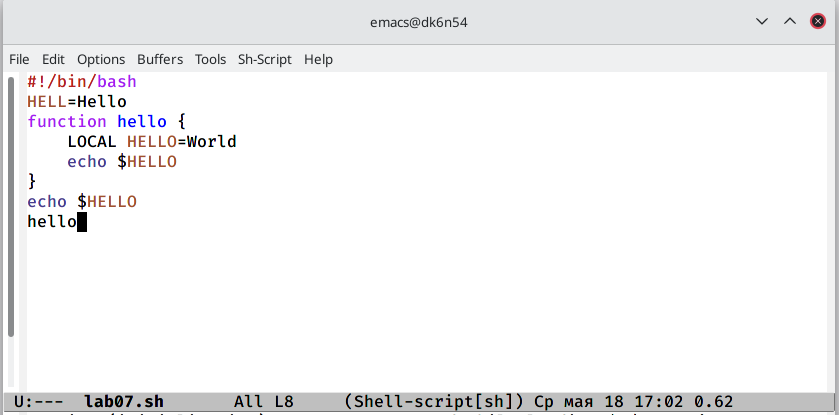 emacs@dk6n54
File Edit Options Buffers Tools Sh-Script Help
#!/bin/bash
HELL=Hello
function hello {
    LOCAL HELLO=World
    echo $HELLO
}
echo $HELLO
hello
U:--- lab07.sh All L8 (Shell-script[sh]) Ср мая 18 17:02 0.62